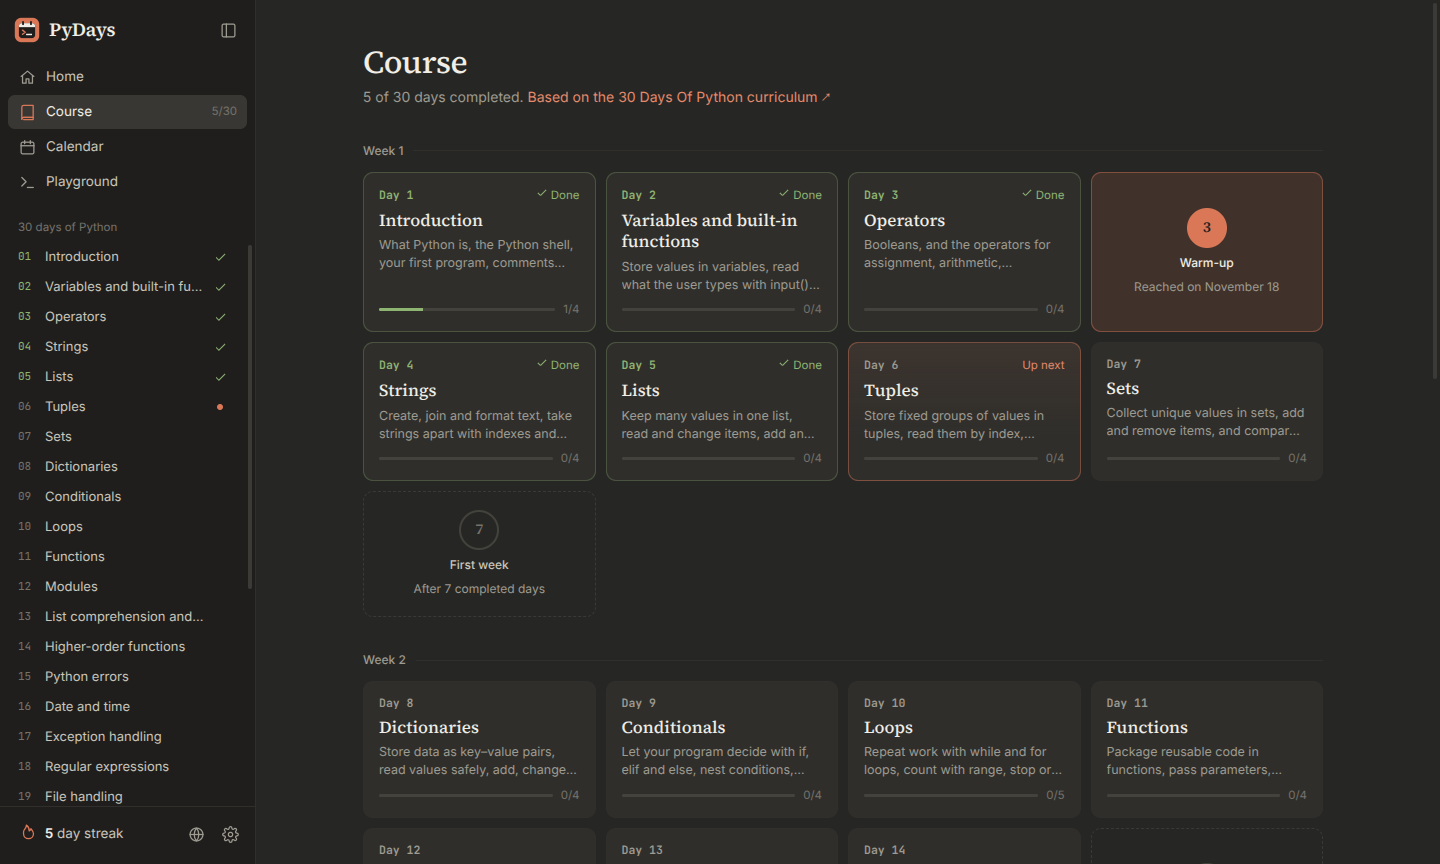 PyDays
Home
Course 5/30
Calendar
Playground
30 days of Python
01 Introduction
02 Variables and built-in fu...
03 Operators
04 Strings
05 Lists
06 Tuples
07 Sets
08 Dictionaries
09 Conditionals
10 Loops
11 Functions
12 Modules
13 List comprehension and...
14 Higher-order functions
15 Python errors
16 Date and time
17 Exception handling
18 Regular expressions
19 File handling
5 day streak
Course
5 of 30 days completed. Based on the 30 Days Of Python curriculum ↗
Week 1
Day 1 ✓ Done
Introduction
What Python is, the Python shell,
your first program, comments...
1/4
Day 2 ✓ Done
Variables and built-in
functions
Store values in variables, read
what the user types with input()...
0/4
Day 3 ✓ Done
Operators
Booleans, and the operators for
assignment, arithmetic,...
0/4
3
Warm-up
Reached on November 18
Day 4 ✓ Done
Strings
Create, join and format text, take
strings apart with indexes and...
0/4
Day 5 ✓ Done
Lists
Keep many values in one list,
read and change items, add an...
0/4
Day 6 Up next
Tuples
Store fixed groups of values in
tuples, read them by index,...
0/4
Day 7
Sets
Collect unique values in sets, add
and remove items, and compar...
0/4
7
First week
After 7 completed days
Week 2
Day 8
Dictionaries
Store data as key–value pairs,
read values safely, add, change...
0/4
Day 9
Conditionals
Let your program decide with if,
elif and else, nest conditions,...
0/4
Day 10
Loops
Repeat work with while and for
loops, count with range, stop or...
0/5
Day 11
Functions
Package reusable code in
functions, pass parameters,...
0/4
Day 12
Day 13
Day 14